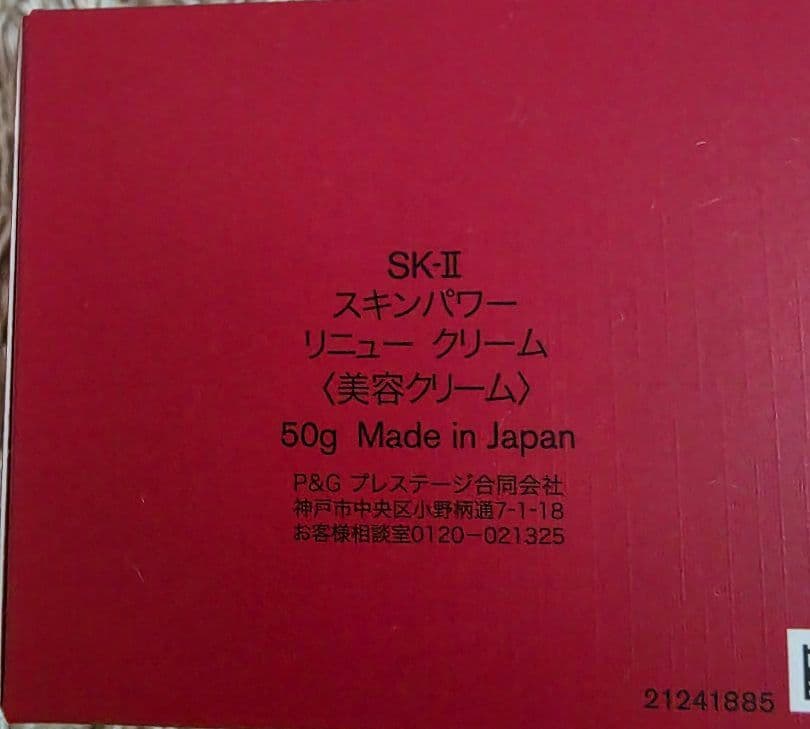 SK-Ⅱ
スキンパワー
リニュー クリーム
〈美容クリーム〉
50g Made in Japan
P&G プレステージ合同会社
神戸市中央区小野柄通7-1-18
お客様相談室0120-021325
21241885